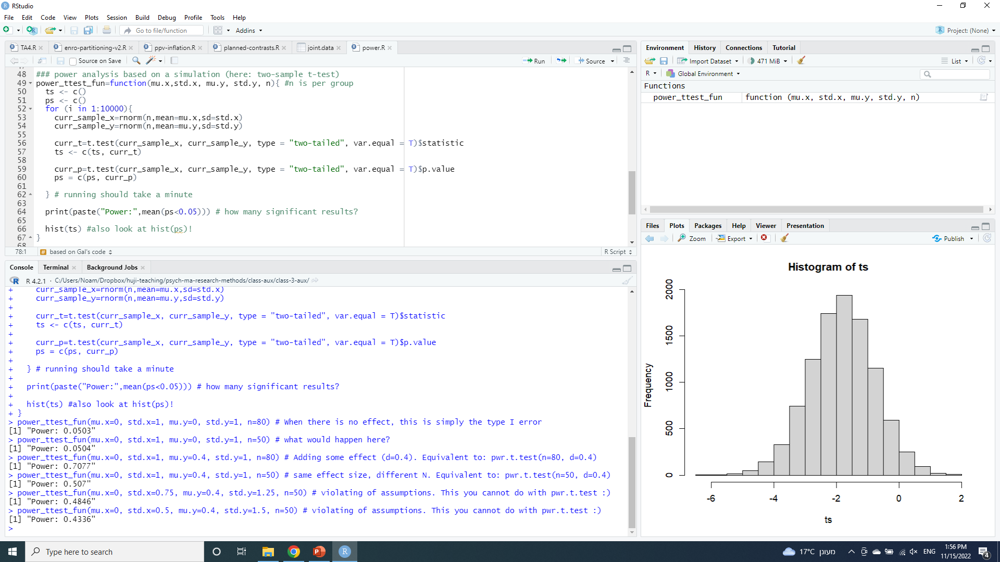 RStudio
File Edit Code View Plots Session Build Debug Profile Tools Help
Go to file/function Addins Project: (None)
TA4.R enro-partitioning-v2.R ppv-inflation.R planned-contrasts.R joint.data power.R
Source on Save Run Source
48 ### power analysis based on a simulation (here: two-sample t-test)
49 power_ttest_fun=function(mu.x,std.x, mu.y, std.y, n){ #n is per group
50 ts <- c()
51 ps <- c()
52 for (i in 1:10000){
53 curr_sample_x=rnorm(n,mean=mu.x,sd=std.x)
54 curr_sample_y=rnorm(n,mean=mu.y,sd=std.y)
55
56 curr_t=t.test(curr_sample_x, curr_sample_y, type = "two-tailed", var.equal = T)$statistic
57 ts <- c(ts, curr_t)
58
59 curr_p=t.test(curr_sample_x, curr_sample_y, type = "two-tailed", var.equal = T)$p.value
60 ps = c(ps, curr_p)
61
62 } # running should take a minute
63
64 print(paste("Power:",mean(ps<0.05))) # how many significant results?
65
66 hist(ts) #also look at hist(ps)!
67 }
68
78:1 # based on Gal's code R Script
Console Terminal Background Jobs
R 4.2.1 · C:/Users/Noam/Dropbox/huji-teaching/psych-ma-research-methods/class-aux/class-3-aux/
+ curr_sample_x=rnorm(n,mean=mu.x,sd=std.x)
+ curr_sample_y=rnorm(n,mean=mu.y,sd=std.y)
+
+ curr_t=t.test(curr_sample_x, curr_sample_y, type = "two-tailed", var.equal = T)$statistic
+ ts <- c(ts, curr_t)
+
+ curr_p=t.test(curr_sample_x, curr_sample_y, type = "two-tailed", var.equal = T)$p.value
+ ps = c(ps, curr_p)
+
+ } # running should take a minute
+
+ print(paste("Power:",mean(ps<0.05))) # how many significant results?
+
+ hist(ts) #also look at hist(ps)!
+ }
> power_ttest_fun(mu.x=0, std.x=1, mu.y=0, std.y=1, n=80) # When there is no effect, this is simply the type I error
[1] "Power: 0.0503"
> power_ttest_fun(mu.x=0, std.x=1, mu.y=0, std.y=1, n=50) # what would happen here?
[1] "Power: 0.0504"
> power_ttest_fun(mu.x=0, std.x=1, mu.y=0.4, std.y=1, n=80) # Adding some effect (d=0.4). Equivalent to: pwr.t.test(n=80, d=0.4)
[1] "Power: 0.7077"
> power_ttest_fun(mu.x=0, std.x=1, mu.y=0.4, std.y=1, n=50) # same effect size, different N. Equivalent to: pwr.t.test(n=50, d=0.4)
[1] "Power: 0.507"
> power_ttest_fun(mu.x=0, std.x=0.75, mu.y=0.4, std.y=1.25, n=50) # violating of assumptions. This you cannot do with pwr.t.test :)
[1] "Power: 0.4846"
> power_ttest_fun(mu.x=0, std.x=0.5, mu.y=0.4, std.y=1.5, n=50) # violating of assumptions. This you cannot do with pwr.t.test :)
[1] "Power: 0.4336"
>
Environment History Connections Tutorial
Import Dataset 471 MiB List
R Global Environment
Functions
power_ttest_fun function (mu.x, std.x, mu.y, std.y, n)
Files Plots Packages Help Viewer Presentation
Zoom Export Publish
Histogram of ts
Frequency
2000
1500
1000
500
0
-6 -4 -2 0 2
ts
Type here to search
17°C מעונן ENG 1:56 PM
11/15/2022 4